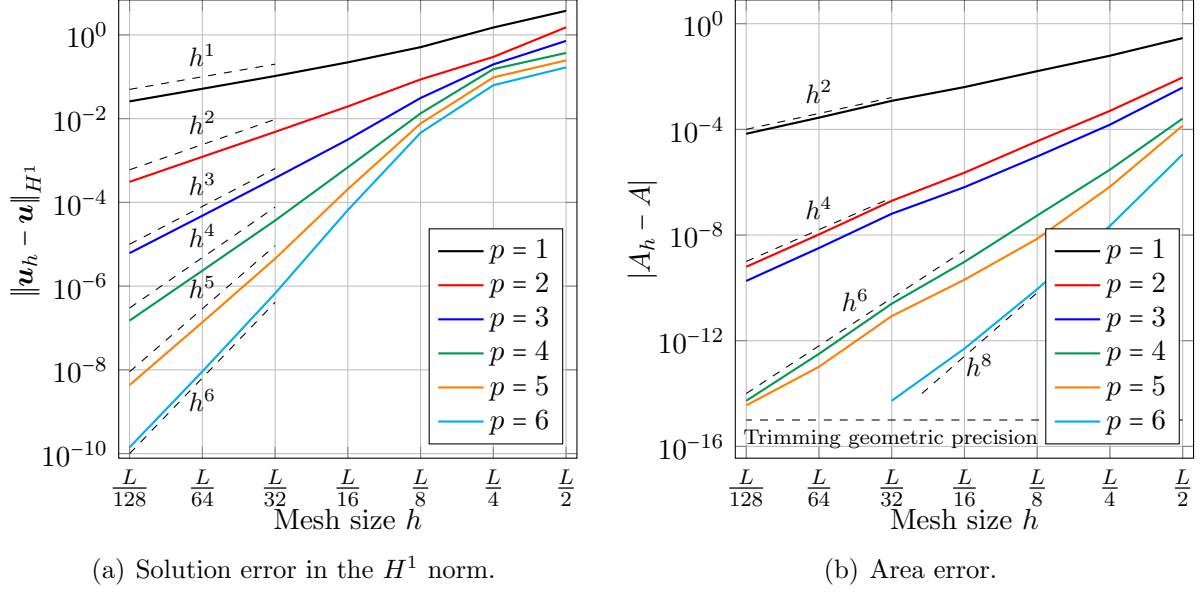 10^0
10^{-2}
10^{-4}
10^{-6}
10^{-8}
10^{-10}
‖u_h − u‖_{H^1}
h^1
h^2
h^3
h^4
h^5
h^6
p = 1
p = 2
p = 3
p = 4
p = 5
p = 6
L/128 L/64 L/32 L/16 L/8 L/4 L/2
Mesh size h
(a) Solution error in the H^1 norm.
10^0
10^{-4}
10^{-8}
10^{-12}
10^{-16}
|A_h − A|
h^2
h^4
h^6
h^8
p = 1
p = 2
p = 3
p = 4
p = 5
p = 6
Trimming geometric precision
L/128 L/64 L/32 L/16 L/8 L/4 L/2
Mesh size h
(b) Area error.